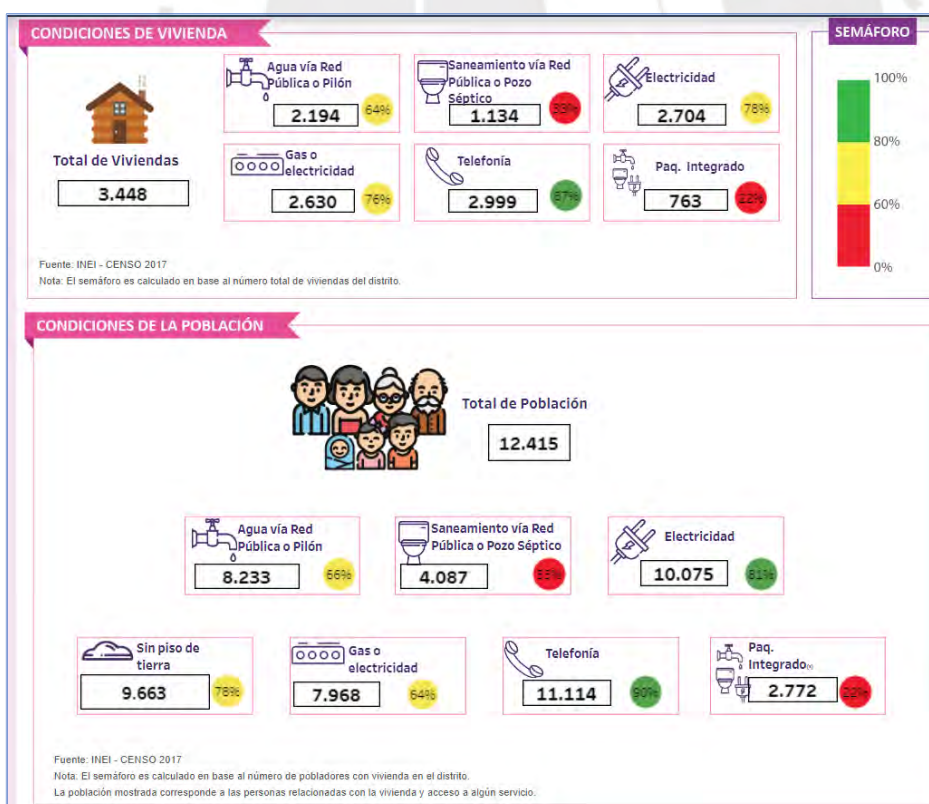 CONDICIONES DE VIVIENDA
SEMÁFORO
Total de Viviendas
3.448
Agua vía Red
Pública o Pilón
2.194
64%
Saneamiento vía Red
Pública o Pozo
Séptico
1.134
33%
Electricidad
2.704
78%
Gas o
electricidad
2.630
76%
Telefonía
2.999
87%
Paq. Integrado
763
22%
100%
80%
60%
0%
Fuente: INEI - CENSO 2017
Nota: El semáforo es calculado en base al número total de viviendas del distrito.
CONDICIONES DE LA POBLACIÓN
Total de Población
12.415
Agua vía Red
Pública o Pilón
8.233
66%
Saneamiento vía Red
Pública o Pozo Séptico
4.087
Electricidad
10.075
81%
Sin piso de
tierra
9.663
78%
Gas o
electricidad
7.968
64%
Telefonía
11.114
90%
Paq.
Integrado
2.772
22%
Fuente: INEI - CENSO 2017
Nota: El semáforo es calculado en base al número de pobladores con vivienda en el distrito.
La población mostrada corresponde a las personas relacionadas con la vivienda y acceso a algún servicio.